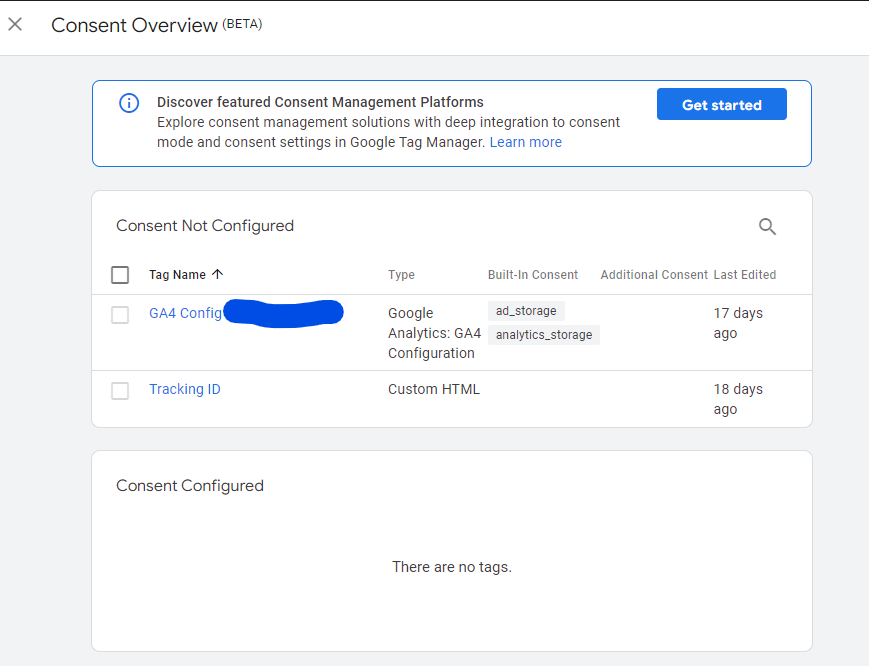 Consent Overview (BETA)
Discover featured Consent Management Platforms
Explore consent management solutions with deep integration to consent
mode and consent settings in Google Tag Manager. Learn more
Get started
Consent Not Configured
Tag Name Type Built-In Consent Additional Consent Last Edited
GA4 Config Google ad_storage 17 days
Analytics: GA4 analytics_storage ago
Configuration
Tracking ID Custom HTML 18 days
ago
Consent Configured
There are no tags.